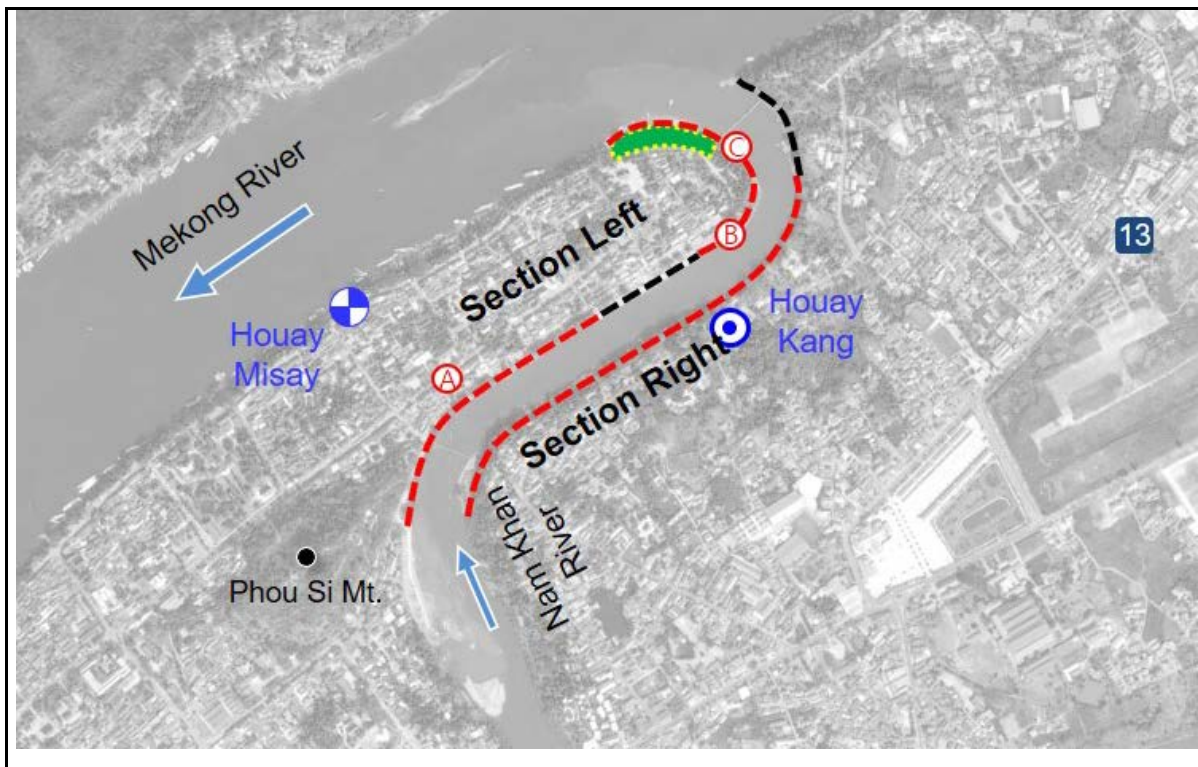 Mekong River
C
Section Left
B
13
Houay
Misay
Houay
Kang
A
Section Right
Nam Khan
River
Phou Si Mt.